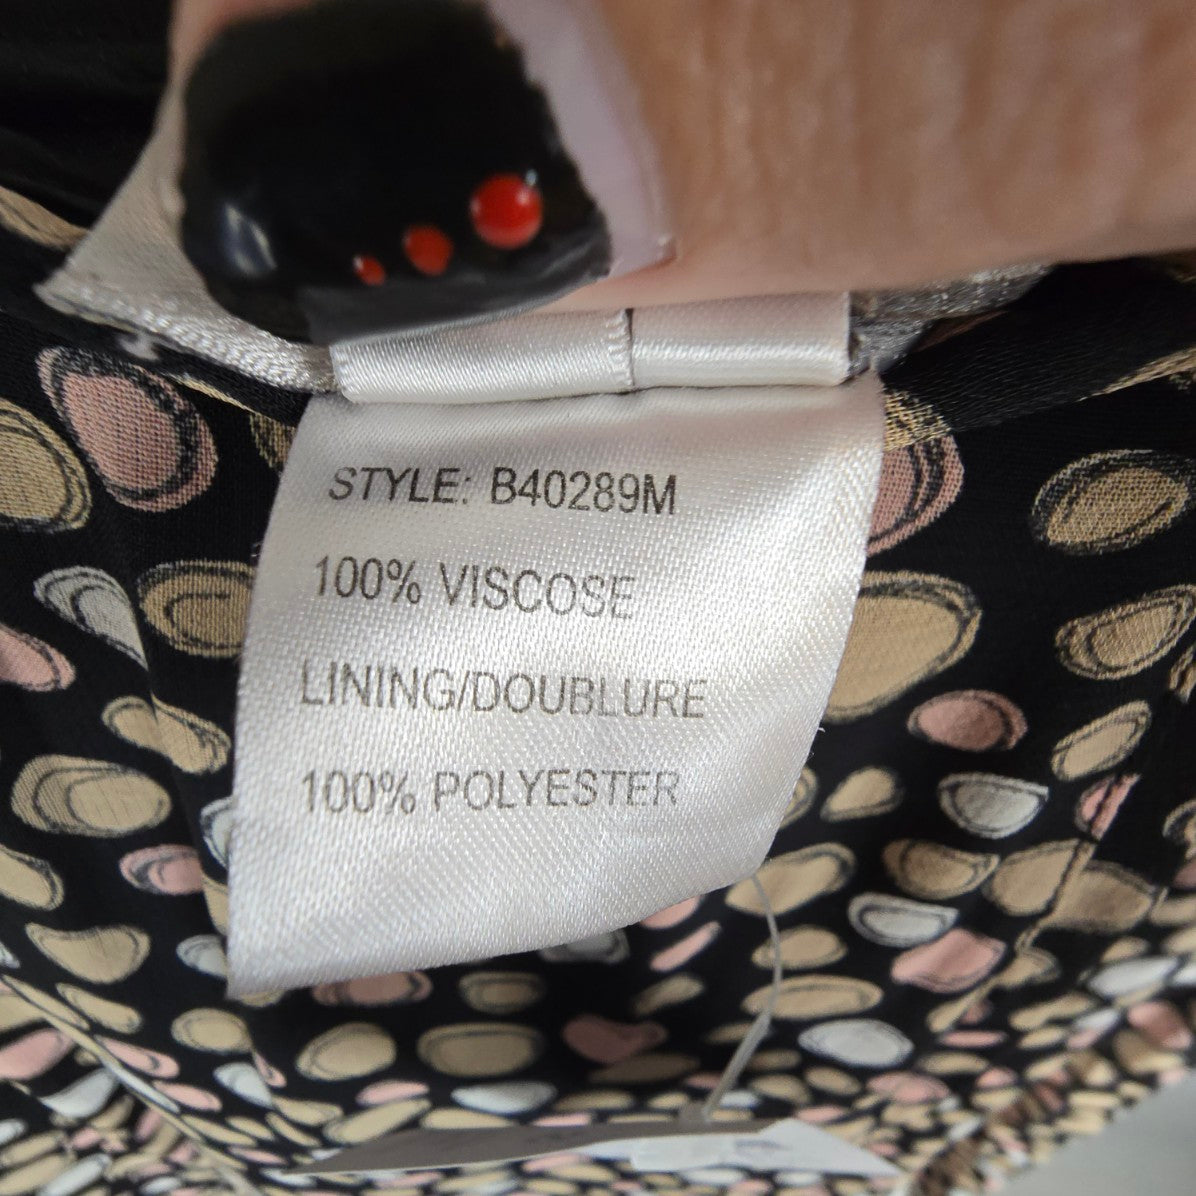 STYLE: B40289M
100% VISCOSE
LINING/DOUBLURE
100% POLYESTER